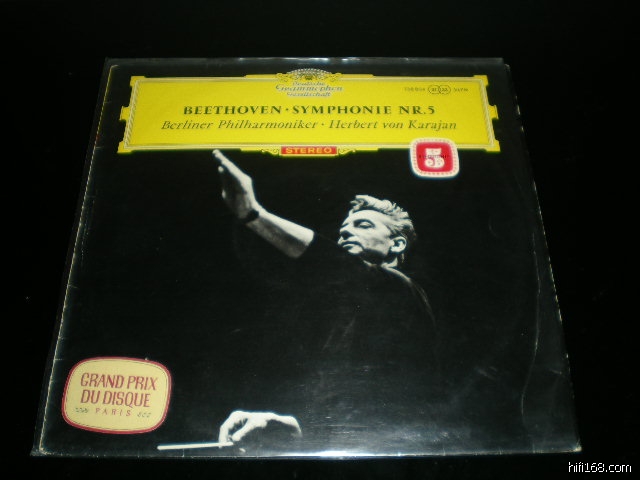 Deutsche
Grammophon
Gesellschaft
BEETHOVEN · SYMPHONIE NR. 5
Berliner Philharmoniker · Herbert von Karajan
STEREO
5
GRAND PRIX
DU DISQUE
PARIS
hifi168.com